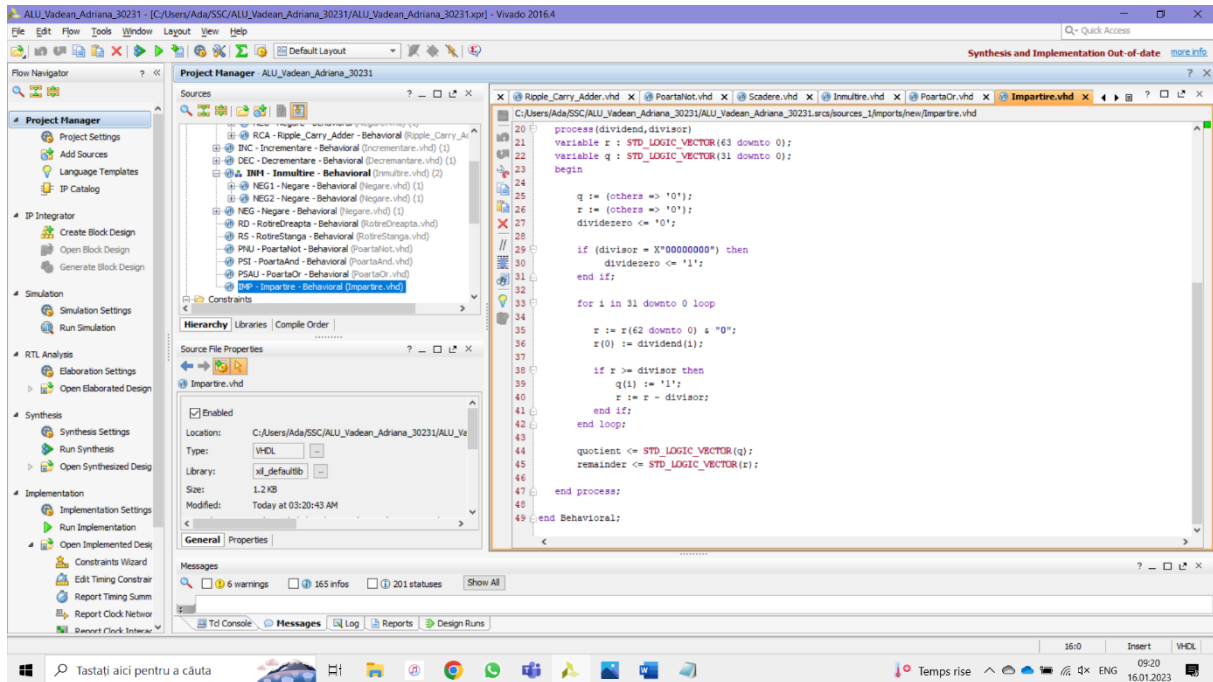 ALU_Vadean_Adriana_30231 - [C:/Users/Ada/SSC/ALU_Vadean_Adriana_30231/ALU_Vadean_Adriana_30231.xpr] - Vivado 2016.4
File Edit Flow Tools Window Layout View Help
Q- Quick Access
Default Layout
Synthesis and Implementation Out-of-date more info
Flow Navigator
Project Manager
Project Settings
Add Sources
Language Templates
IP Catalog
IP Integrator
Create Block Design
Open Block Design
Generate Block Design
Simulation
Simulation Settings
Run Simulation
RTL Analysis
Elaboration Settings
Open Elaborated Design
Synthesis
Synthesis Settings
Run Synthesis
Open Synthesized Desig
Implementation
Implementation Settings
Run Implementation
Open Implemented Desig
Constraints Wizard
Edit Timing Constrair
Report Timing Summ
Report Clock Networ
Report Clock Interac
Project Manager - ALU_Vadean_Adriana_30231
Sources
RCA - Ripple_Carry_Adder - Behavioral (Ripple_Carry_Ac
INC - Incrementare - Behavioral (Incrementare.vhd) (1)
DEC - Decrementare - Behavioral (Decremantare.vhd) (1)
INM - Inmultire - Behavioral (Inmultire.vhd) (2)
NEG1 - Negare - Behavioral (Negare.vhd) (1)
NEG2 - Negare - Behavioral (Negare.vhd) (1)
NEG - Negare - Behavioral (Negare.vhd) (1)
RD - RotireDreapta - Behavioral (RotireDreapta.vhd)
RS - RotireStanga - Behavioral (RotireStanga.vhd)
PNU - PoartaNot - Behavioral (PoartaNot.vhd)
PSI - PoartaAnd - Behavioral (PoartaAnd.vhd)
PSAU - PoartaOr - Behavioral (PoartaOr.vhd)
IMP - Impartire - Behavioral (Impartire.vhd)
Constraints
Hierarchy Libraries Compile Order
Source File Properties
Impartire.vhd
Enabled
Location: C:/Users/Ada/SSC/ALU_Vadean_Adriana_30231/ALU_Va
Type: VHDL
Library: xil_defaultlib
Size: 1.2 KB
Modified: Today at 03:20:43 AM
General Properties
Ripple_Carry_Adder.vhd PoartaNot.vhd Scadere.vhd Inmultire.vhd PoartaOr.vhd Impartire.vhd
C:/Users/Ada/SSC/ALU_Vadean_Adriana_30231/ALU_Vadean_Adriana_30231.srcs/sources_1/imports/new/Impartire.vhd
20 process(dividend,divisor)
21 variable r : STD_LOGIC_VECTOR(63 downto 0);
22 variable q : STD_LOGIC_VECTOR(31 downto 0);
23 begin
24
25 q := (others => '0');
26 r := (others => '0');
27 dividezero <= '0';
28
29 if (divisor = X"00000000") then
30 dividezero <= '1';
31 end if;
32
33 for i in 31 downto 0 loop
34
35 r := r(62 downto 0) & "0";
36 r(0) := dividend(i);
37
38 if r >= divisor then
39 q(i) := '1';
40 r := r - divisor;
41 end if;
42 end loop;
43
44 quotient <= STD_LOGIC_VECTOR(q);
45 remainder <= STD_LOGIC_VECTOR(r);
46
47 end process;
48
49 end Behavioral;
Messages
6 warnings 165 infos 201 statuses Show All
Tcl Console Messages Log Reports Design Runs
16:0 Insert VHDL
Tastați aici pentru a căuta
Temps rise ENG 09:20
16.01.2023